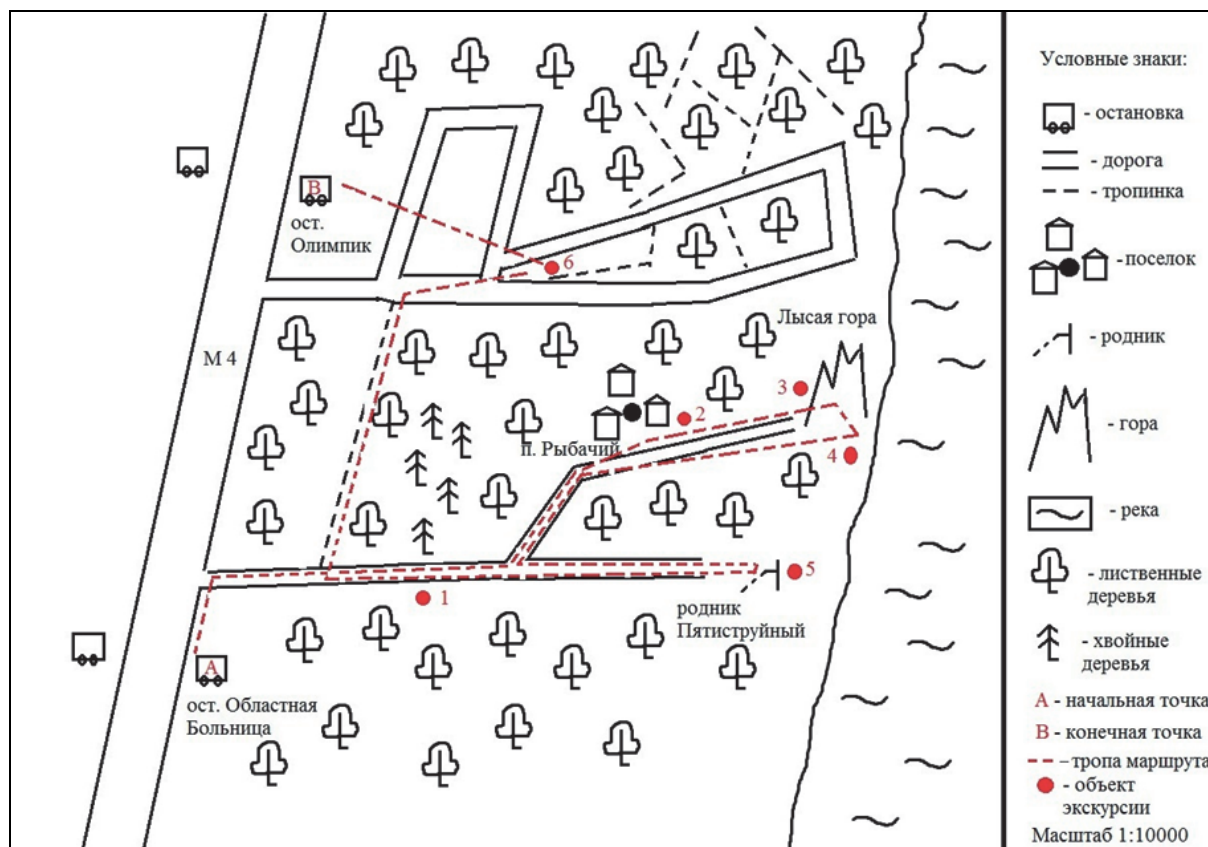 В
ост.
Олимпик
6
М 4
Лысая гора
3
2
п. Рыбачий
4
5
1
родник
Пятиструйный
А
ост. Областная
Больница
Условные знаки:
- остановка
- дорога
- тропинка
- поселок
- родник
- гора
- река
- лиственные
деревья
- хвойные
деревья
А - начальная точка
В - конечная точка
– тропа маршрута
- объект
экскурсии
Масштаб 1:10000